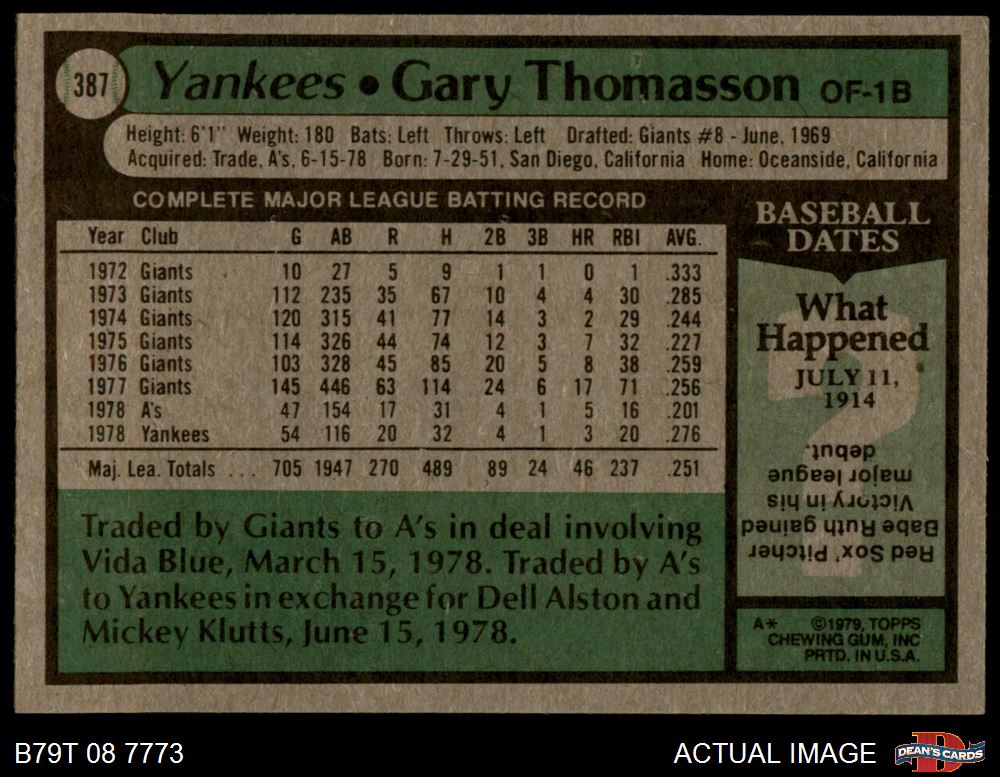 387 Yankees • Gary Thomasson OF-1B
Height: 6'1" Weight: 180 Bats: Left Throws: Left Drafted: Giants #8 - June, 1969
Acquired: Trade, A's, 6-15-78 Born: 7-29-51, San Diego, California Home: Oceanside, California
COMPLETE MAJOR LEAGUE BATTING RECORD
Year Club G AB R H 2B 3B HR RBI AVG.
1972 Giants 10 27 5 9 1 1 0 1 .333
1973 Giants 112 235 35 67 10 4 4 30 .285
1974 Giants 120 315 41 77 14 3 2 29 .244
1975 Giants 114 326 44 74 12 3 7 32 .227
1976 Giants 103 328 45 85 20 5 8 38 .259
1977 Giants 145 446 63 114 24 6 17 71 .256
1978 A's 47 154 17 31 4 1 5 16 .201
1978 Yankees 54 116 20 32 4 1 3 20 .276
Maj. Lea. Totals ... 705 1947 270 489 89 24 46 237 .251
Traded by Giants to A's in deal involving
Vida Blue, March 15, 1978. Traded by A's
to Yankees in exchange for Dell Alston and
Mickey Klutts, June 15, 1978.
BASEBALL
DATES
What
Happened
JULY 11,
1914
?
Red Sox' Pitcher
Babe Ruth gained
Victory in his
major league
debut.
A* ©1979, TOPPS
CHEWING GUM, INC
PRTD. IN U.S.A.
B79T 08 7773
ACTUAL IMAGE
D
DEAN'S CARDS